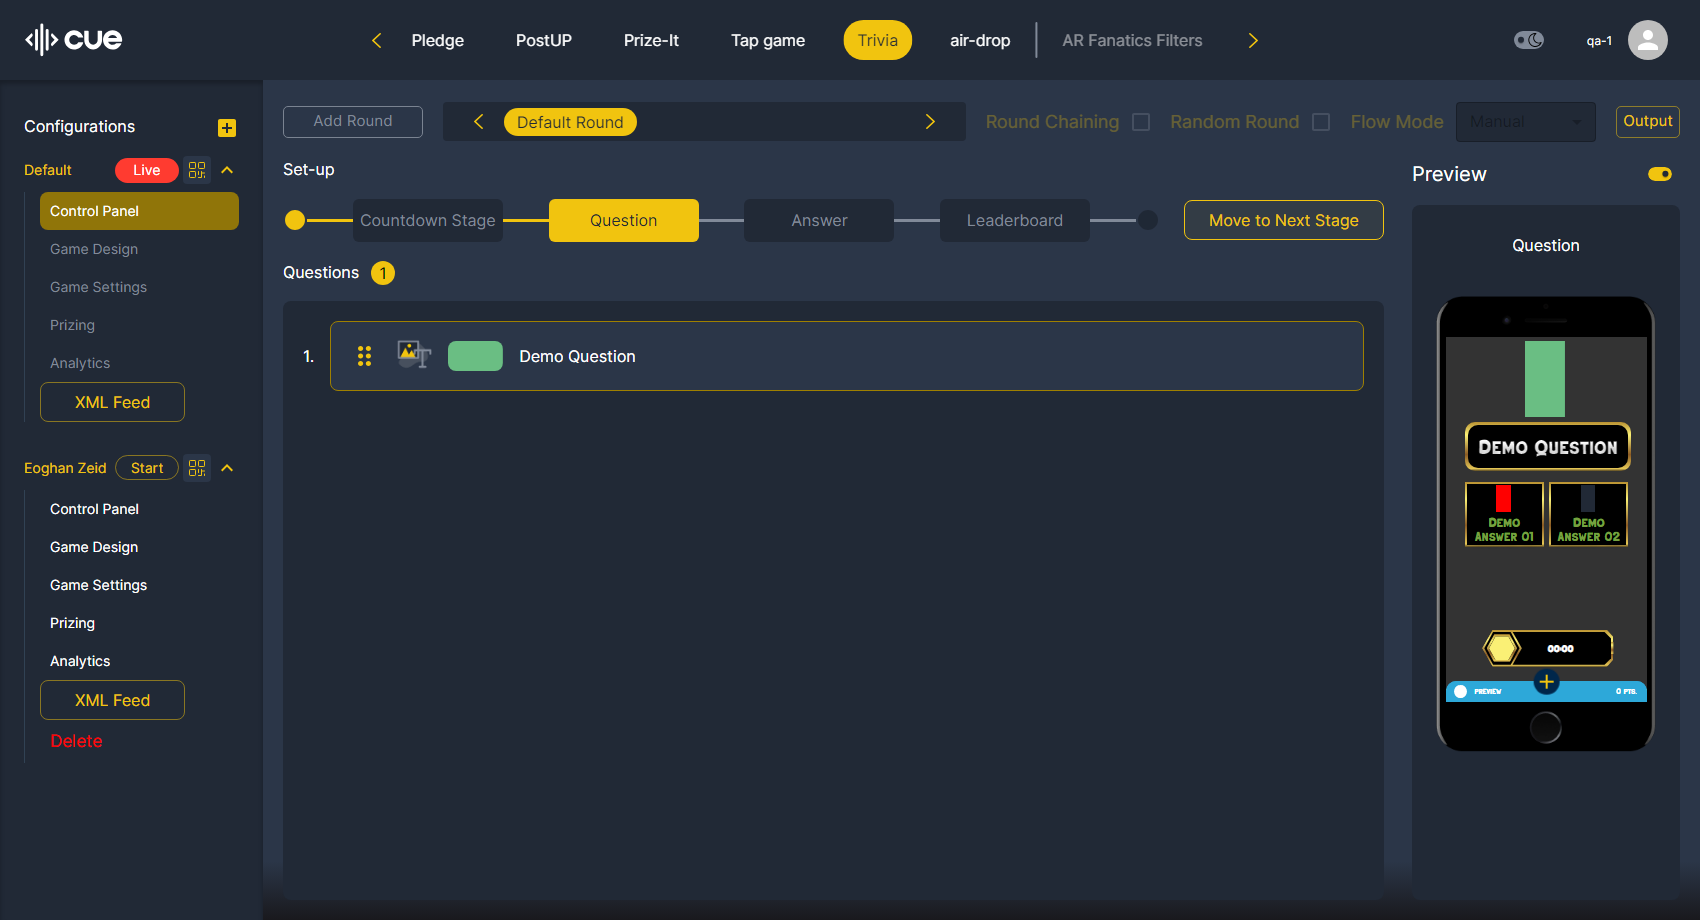 cue
Pledge
PostUP
Prize-It
Tap game
Trivia
air-drop
AR Fanatics Filters
qa-1
Configurations
Default
Live
Control Panel
Game Design
Game Settings
Prizing
Analytics
XML Feed
Eoghan Zeid
Start
Control Panel
Game Design
Game Settings
Prizing
Analytics
XML Feed
Delete
Add Round
Default Round
Round Chaining
Random Round
Flow Mode
Manual
Output
Set-up
Countdown Stage
Question
Answer
Leaderboard
Move to Next Stage
Questions 1
1.
Demo Question
Preview
Question
DEMO QUESTION
DEMO
ANSWER 01
DEMO
ANSWER 02
00:00
PREVIEW
0 PTS.